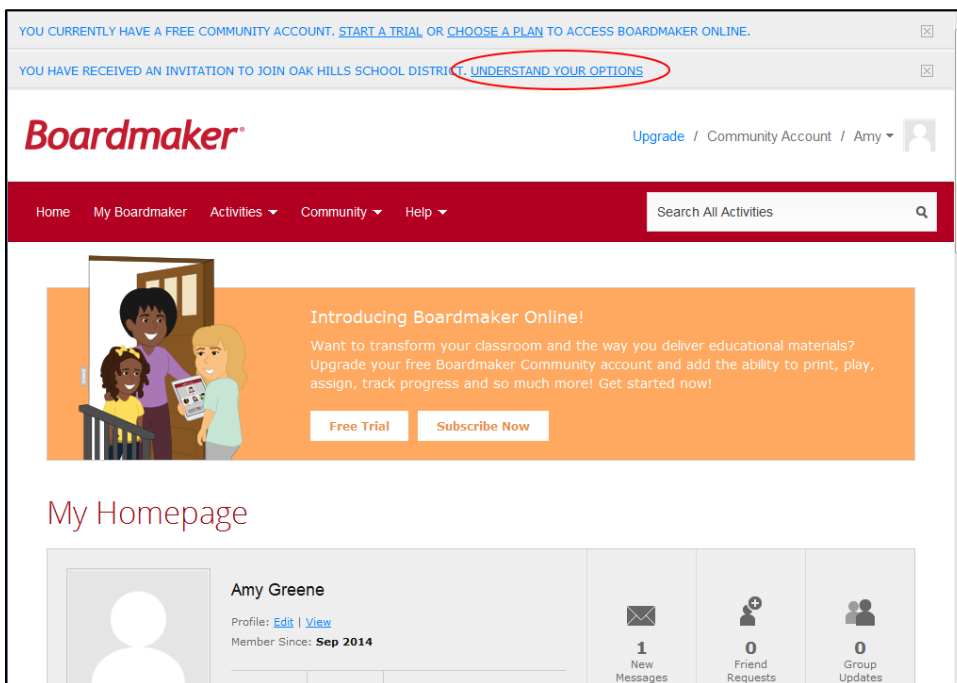 YOU CURRENTLY HAVE A FREE COMMUNITY ACCOUNT. START A TRIAL OR CHOOSE A PLAN TO ACCESS BOARDMAKER ONLINE.
YOU HAVE RECEIVED AN INVITATION TO JOIN OAK HILLS SCHOOL DISTRICT. UNDERSTAND YOUR OPTIONS
Boardmaker®
Upgrade / Community Account / Amy
Home My Boardmaker Activities Community Help Search All Activities
Introducing Boardmaker Online!
Want to transform your classroom and the way you deliver educational materials?
Upgrade your free Boardmaker Community account and add the ability to print, play,
assign, track progress and so much more! Get started now!
Free Trial Subscribe Now
My Homepage
Amy Greene
Profile: Edit | View
Member Since: Sep 2014
1
New
Messages
0
Friend
Requests
0
Group
Updates